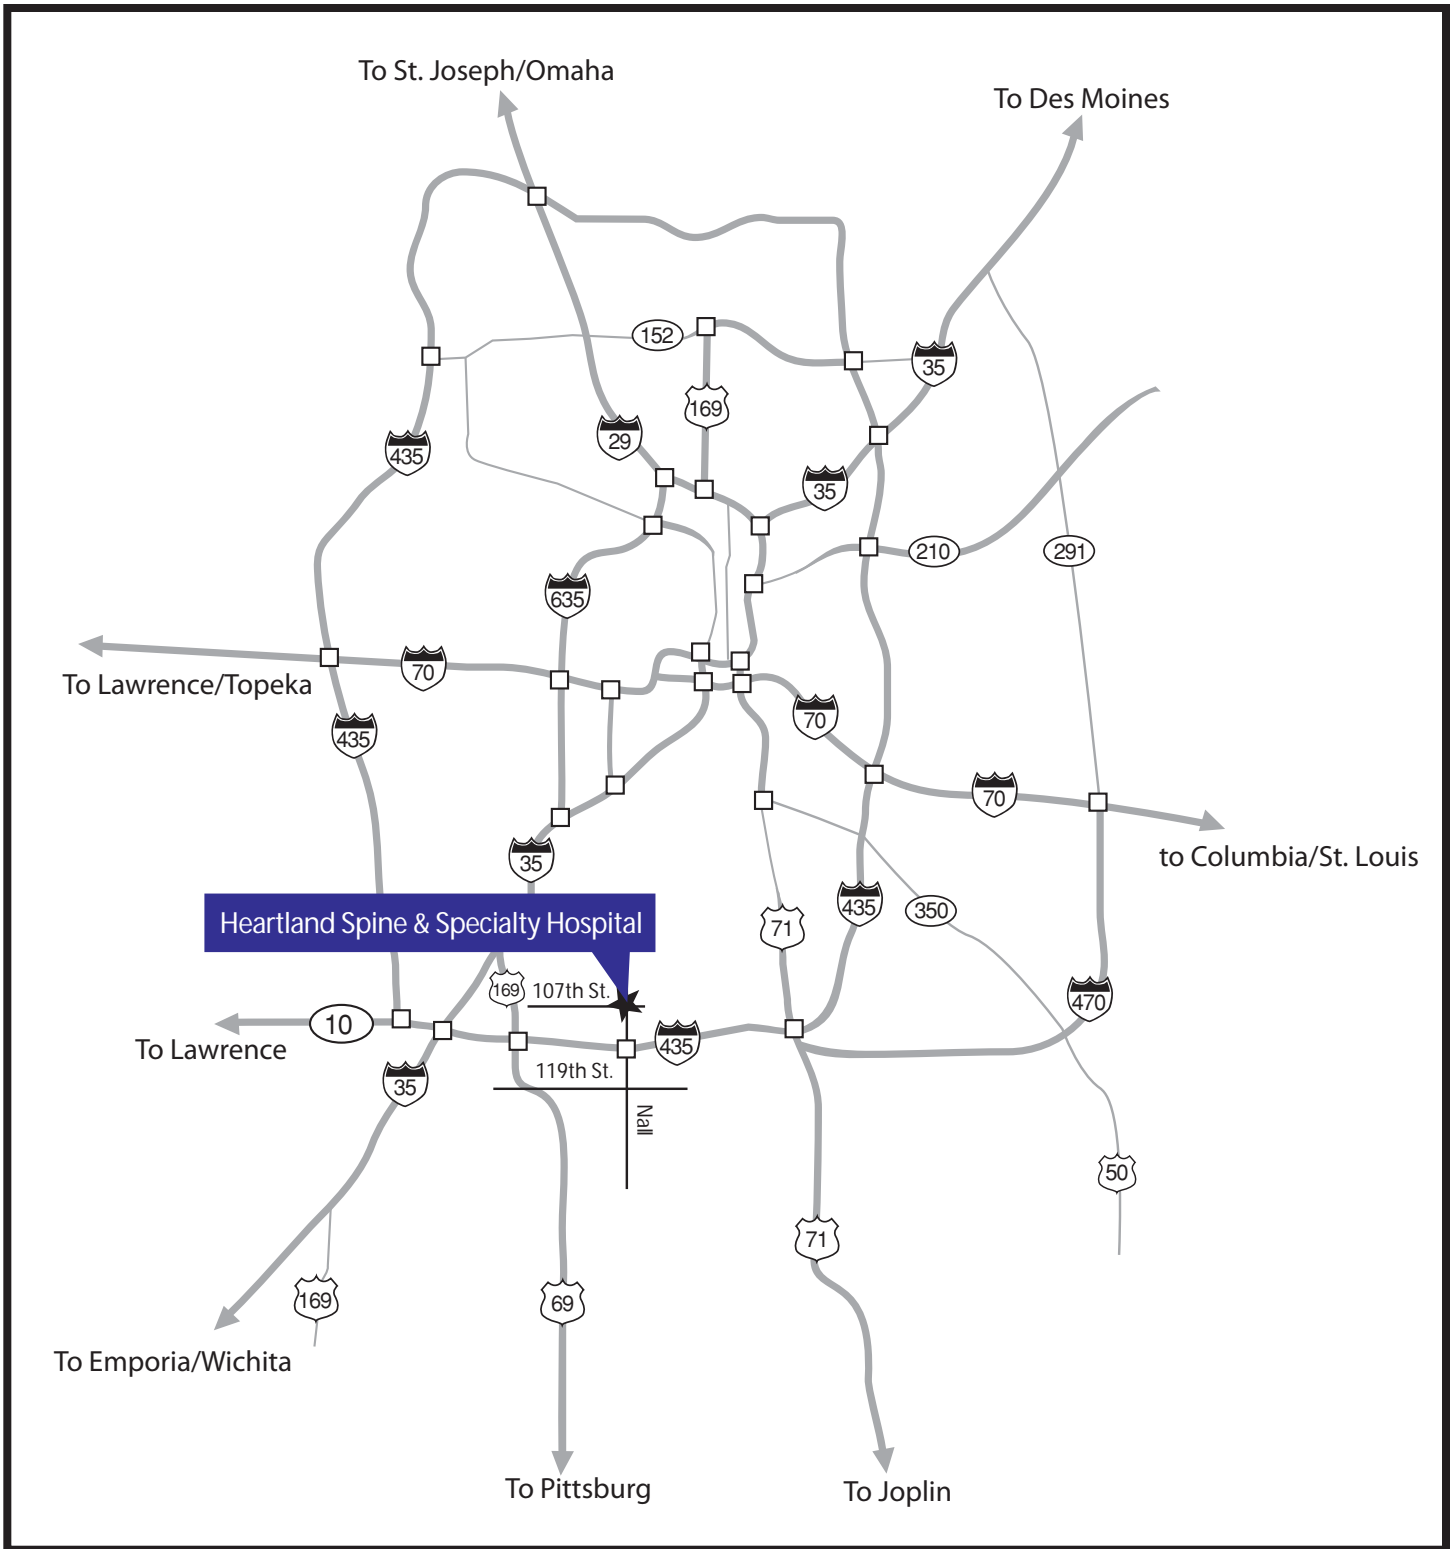 To St. Joseph/Omaha
To Des Moines
152
35
169
29
435
35
210
291
635
70
To Lawrence/Topeka
70
435
70
to Columbia/St. Louis
35
435
350
Heartland Spine & Specialty Hospital
71
169
107th St.
470
10
To Lawrence
435
119th St.
35
Nall
50
71
169
69
To Emporia/Wichita
To Pittsburg
To Joplin